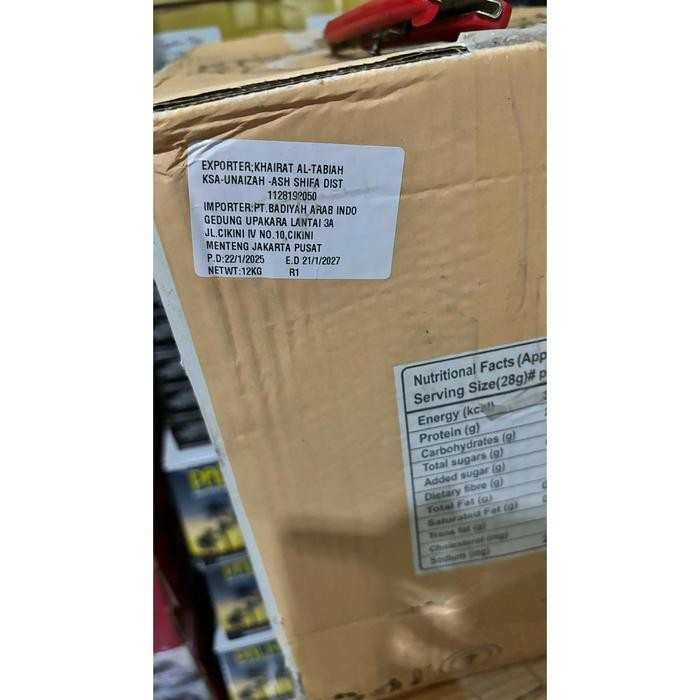 EXPORTER;KHAIRAT AL-TABIAH
KSA-UNAIZAH -ASH SHIFA DIST
1128192050
IMPORTER:PT.BADIYAH ARAB INDO
GEDUNG UPAKARA LANTAI 3A
JL.CIKINI IV NO.10,CIKINI
MENTENG JAKARTA PUSAT
P.D:22/1/2025 E.D 21/1/2027
NETWT:12KG R1
Nutritional Facts (App
Serving Size(28g)# p
Energy (kcal)
Protein (g)
Carbohydrates (g)
Total sugars (g)
Added sugar (g)
Dietary fibre (g)
Total Fat (g)
Saturated Fat (g)
Trans fat (g)
Cholesterol (mg)
Sodium (mg)